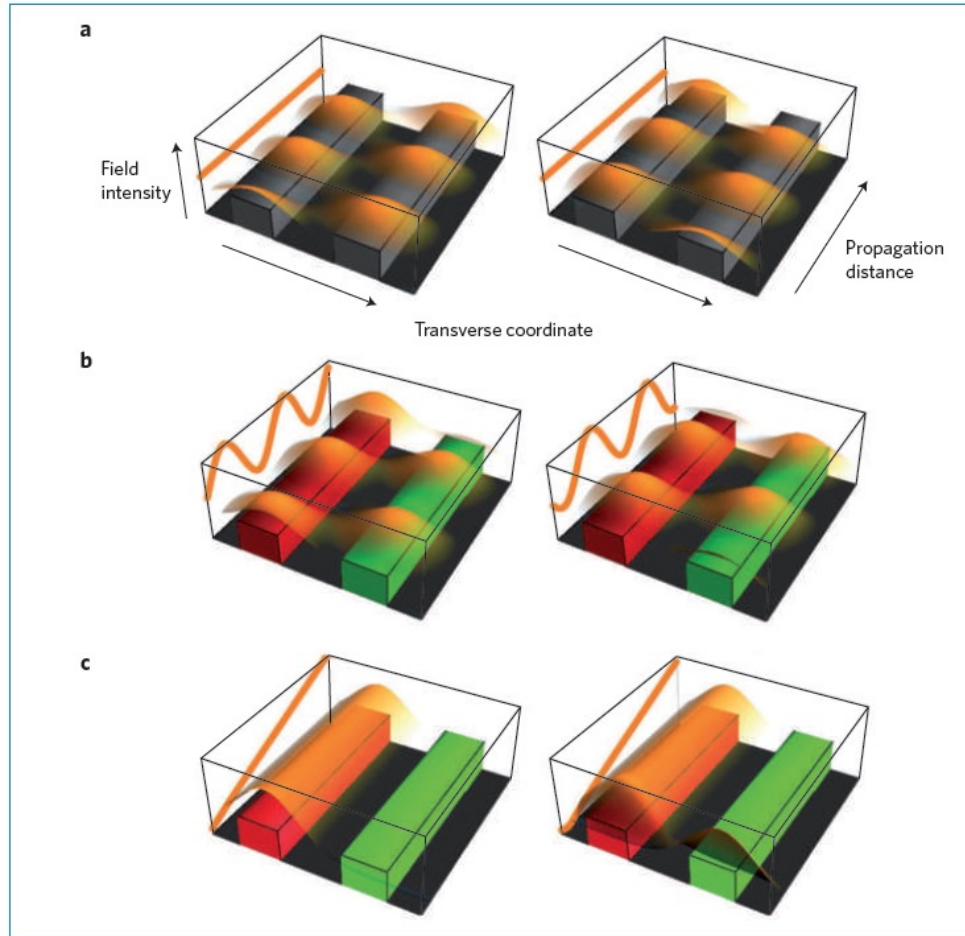 a
Field
intensity
Propagation
distance
Transverse coordinate
b
c